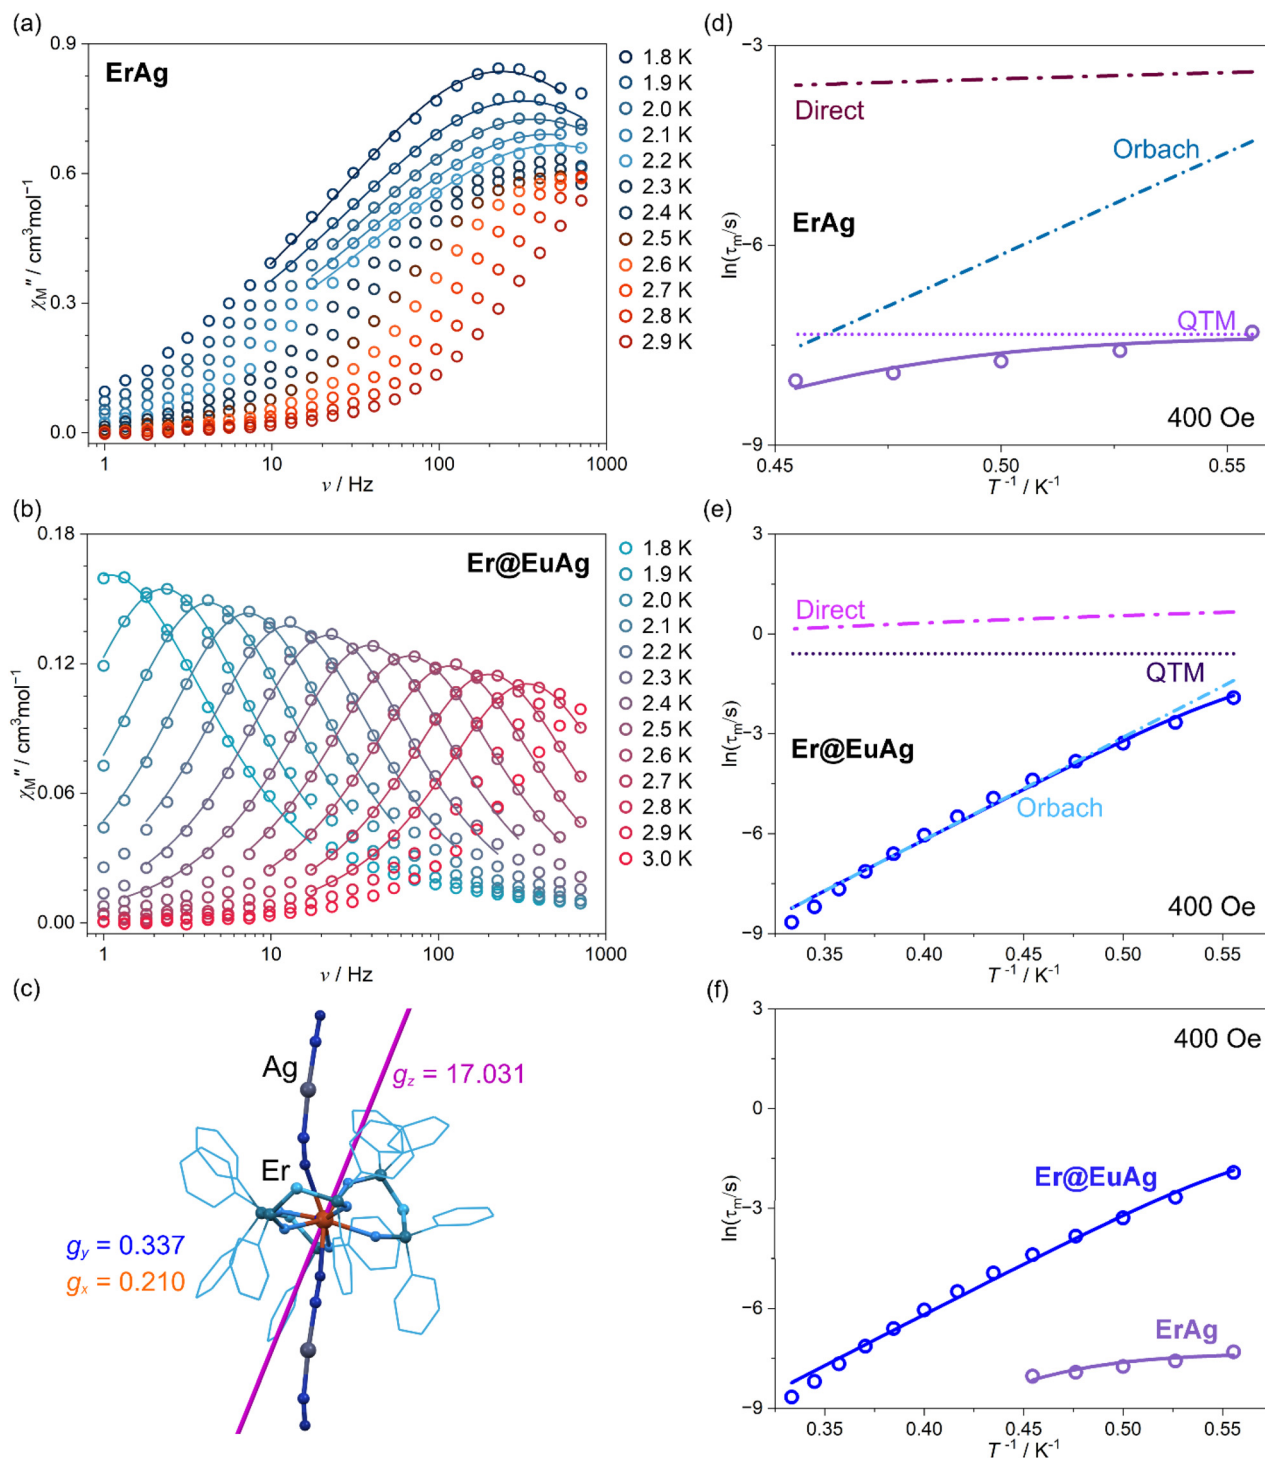 (a)
ErAg
χM″ / cm³mol⁻¹
0.9
0.6
0.3
0.0
1
10
100
1000
ν / Hz
1.8 K
1.9 K
2.0 K
2.1 K
2.2 K
2.3 K
2.4 K
2.5 K
2.6 K
2.7 K
2.8 K
2.9 K
(d)
ln(τm/s)
−3
−6
−9
Direct
Orbach
ErAg
QTM
400 Oe
0.45
0.50
0.55
T⁻¹ / K⁻¹
(b)
Er@EuAg
χM″ / cm³mol⁻¹
0.18
0.12
0.06
0.00
1
10
100
1000
ν / Hz
1.8 K
1.9 K
2.0 K
2.1 K
2.2 K
2.3 K
2.4 K
2.5 K
2.6 K
2.7 K
2.8 K
2.9 K
3.0 K
(e)
ln(τm/s)
3
0
−3
−6
−9
Direct
QTM
Er@EuAg
Orbach
400 Oe
0.35
0.40
0.45
0.50
0.55
T⁻¹ / K⁻¹
(c)
Ag
gz = 17.031
Er
gy = 0.337
gx = 0.210
(f)
ln(τm/s)
3
0
−3
−6
−9
400 Oe
Er@EuAg
ErAg
0.35
0.40
0.45
0.50
0.55
T⁻¹ / K⁻¹